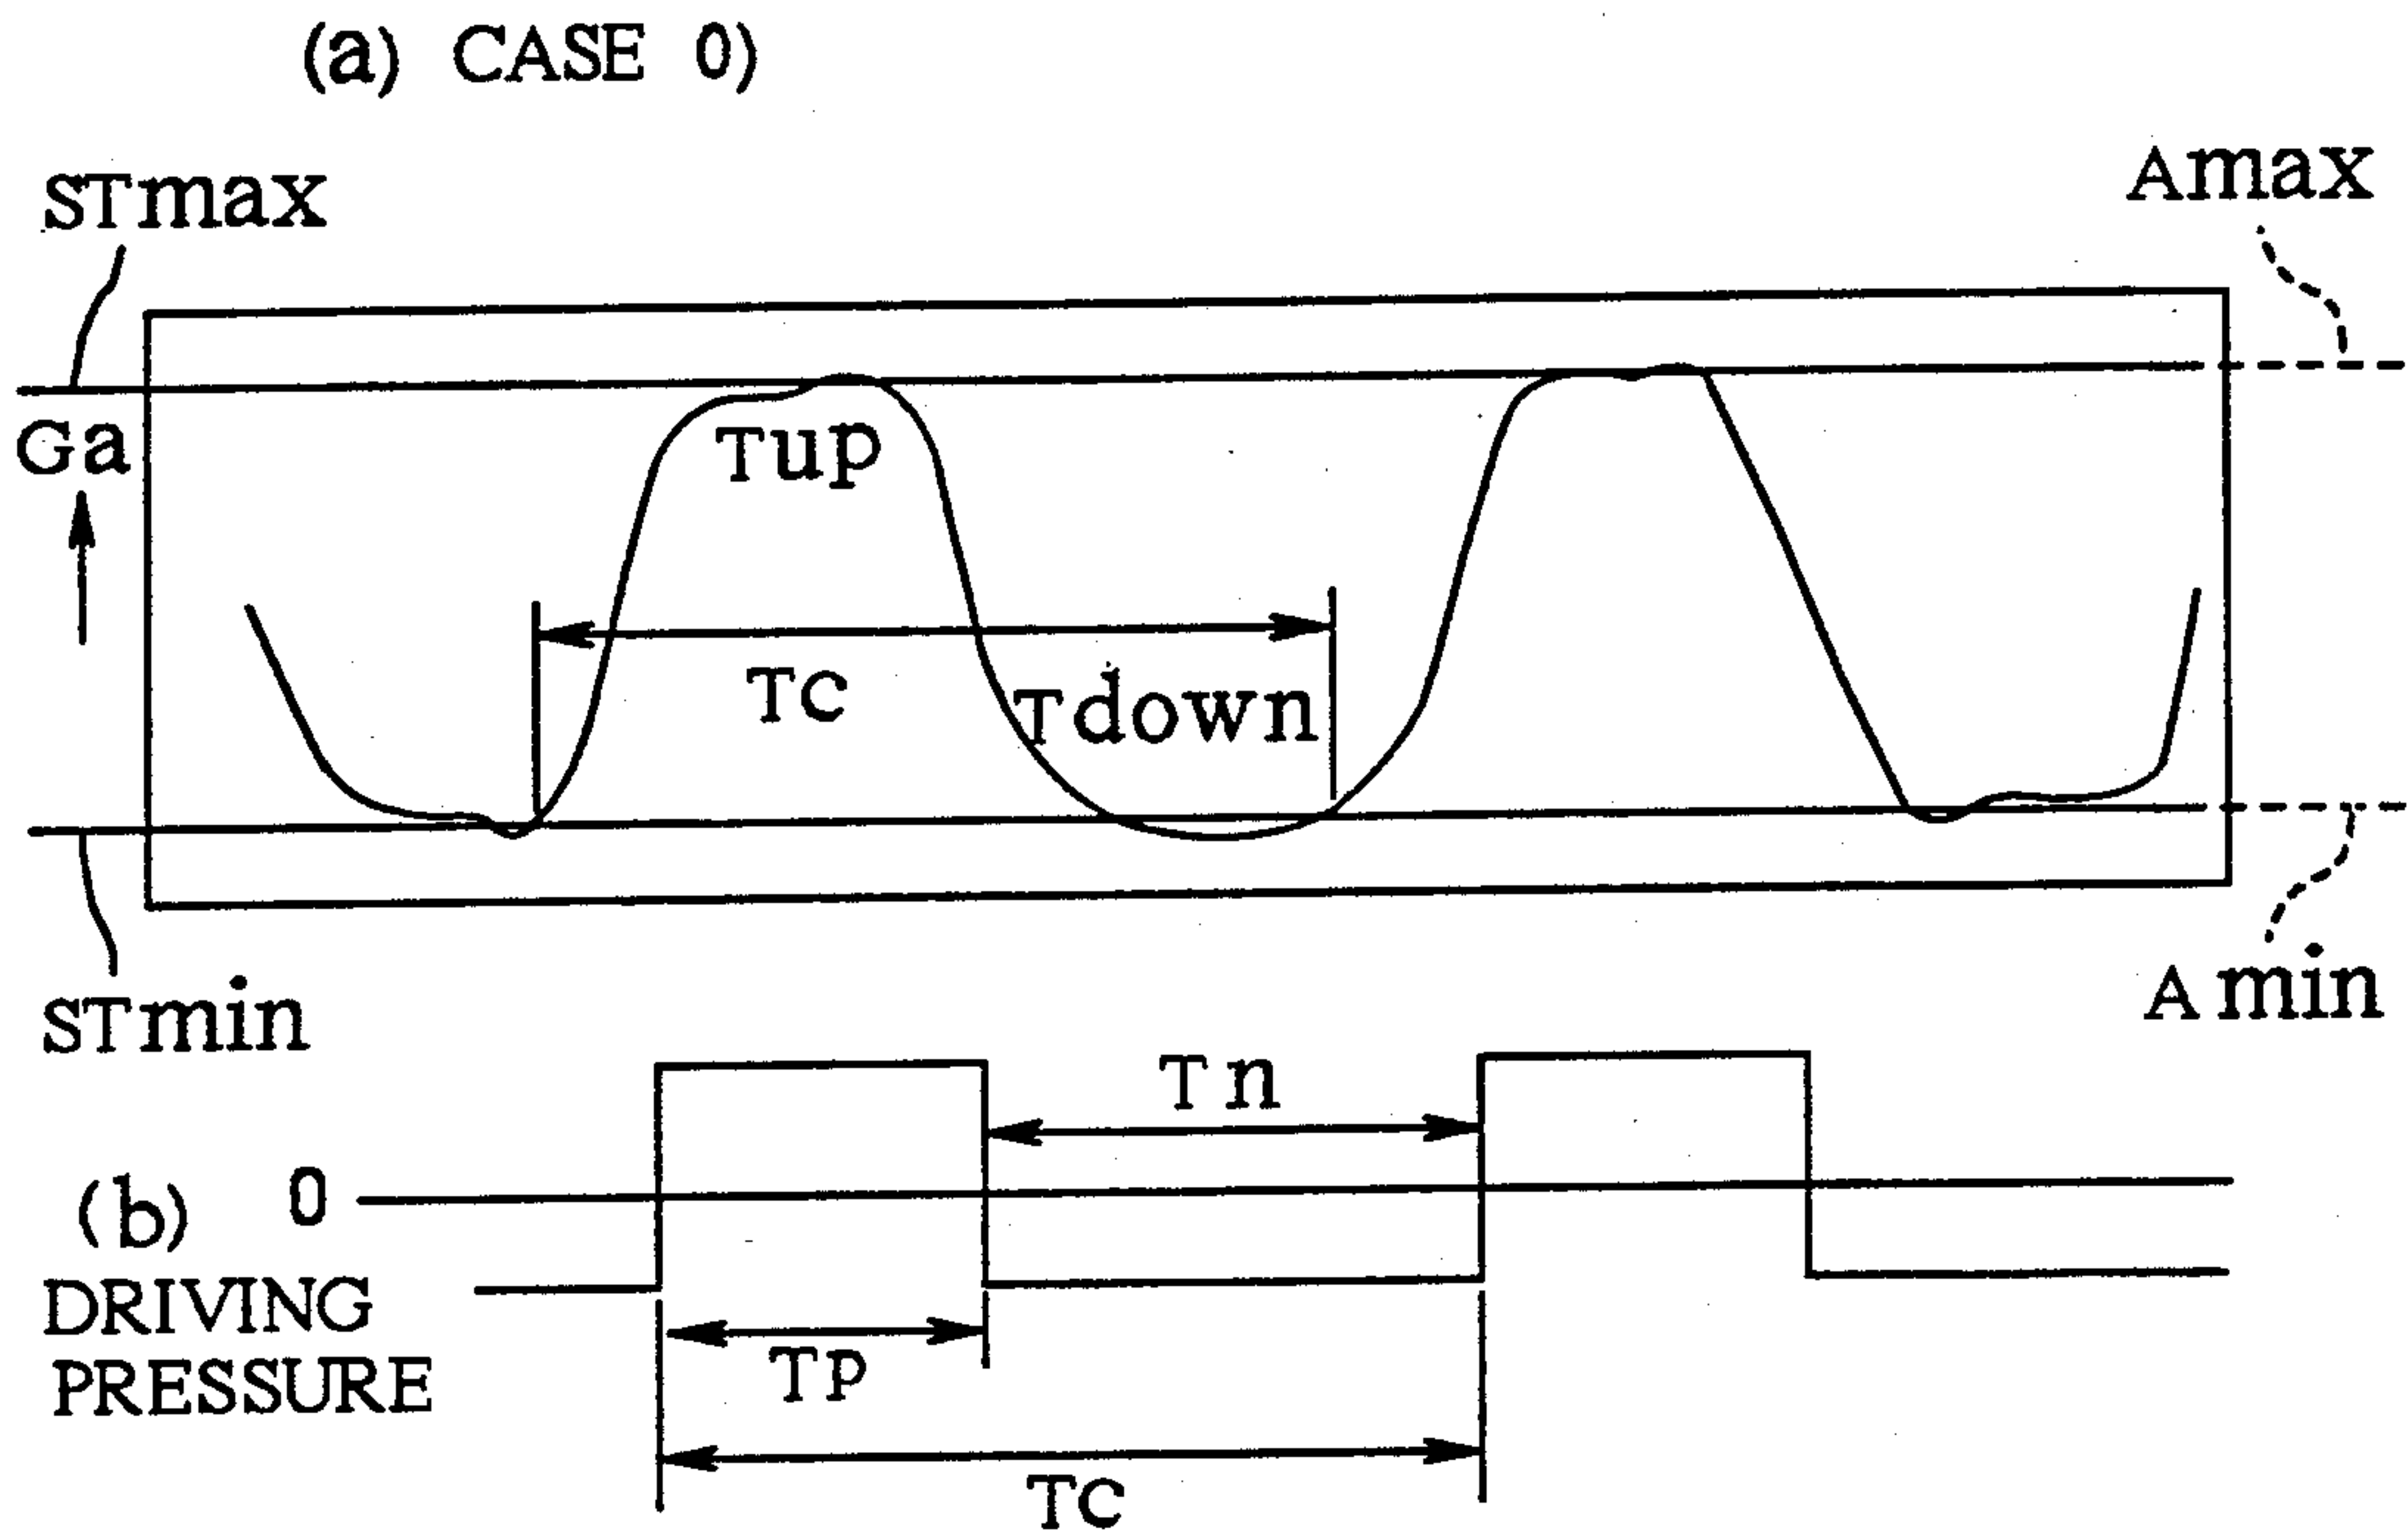 (a) CASE 0)
STmax
Amax
Ga
Tup
Tc
Tdown
STmin
Amin
Tn
(b) 0
DRIVING
PRESSURE
Tp
Tc